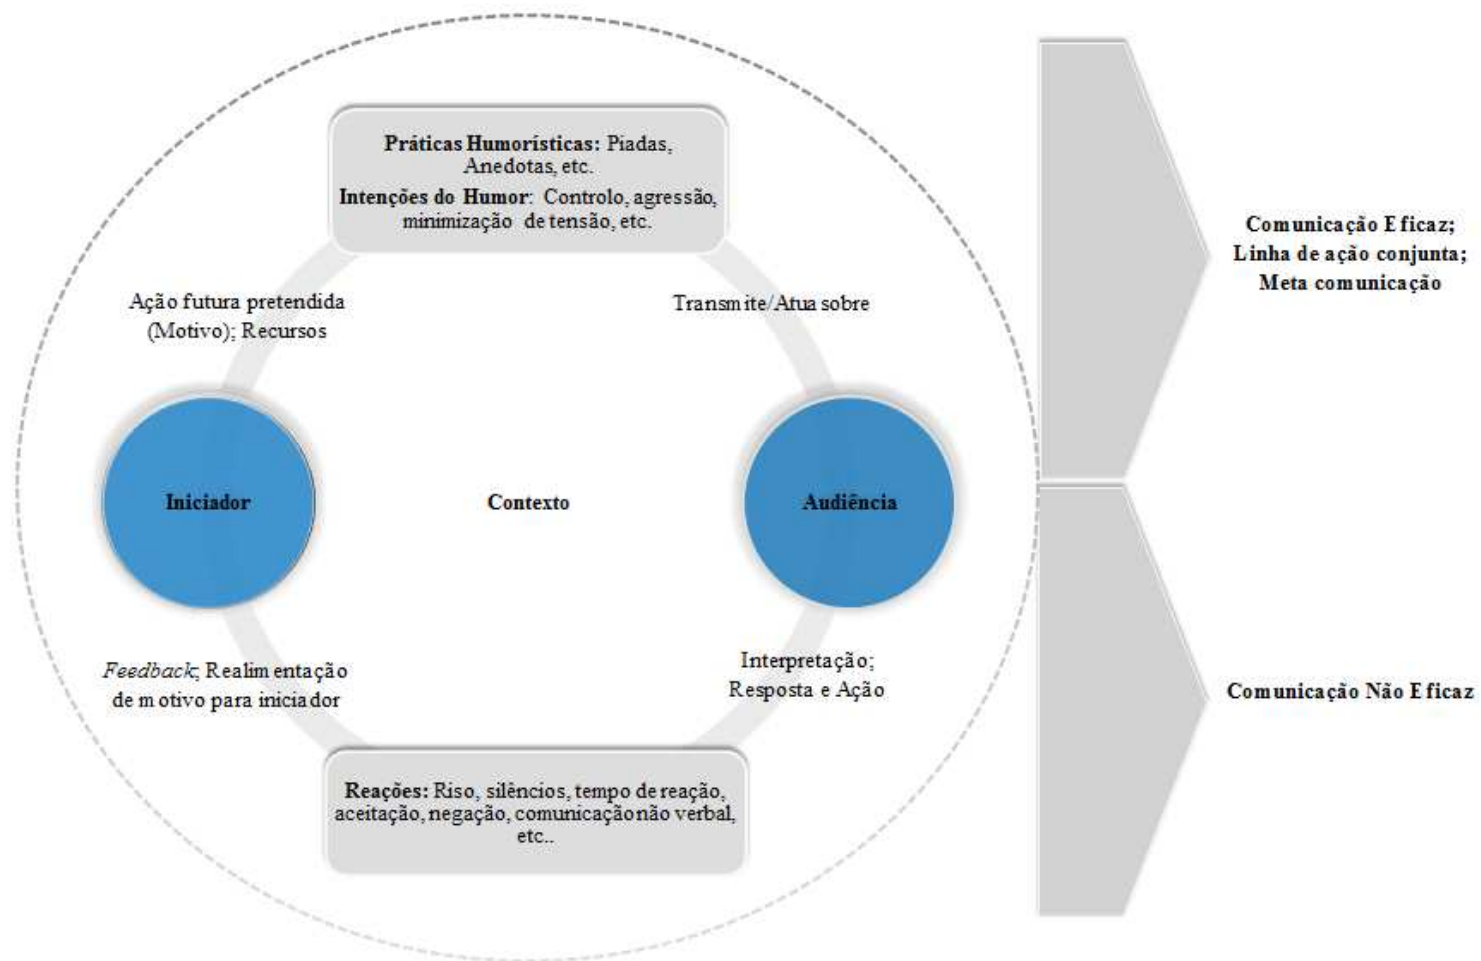 Práticas Humorísticas: Piadas,
Anedotas, etc.
Intenções do Humor: Controlo, agressão,
minimização de tensão, etc.
Ação futura pretendida
(Motivo); Recursos
Transmite/Atua sobre
Iniciador
Contexto
Audiência
Feedback; Realimentação
de motivo para iniciador
Interpretação;
Resposta e Ação
Reações: Riso, silêncios, tempo de reação,
aceitação, negação, comunicação não verbal,
etc..
Comunicação Eficaz;
Linha de ação conjunta;
Meta comunicação
Comunicação Não Eficaz